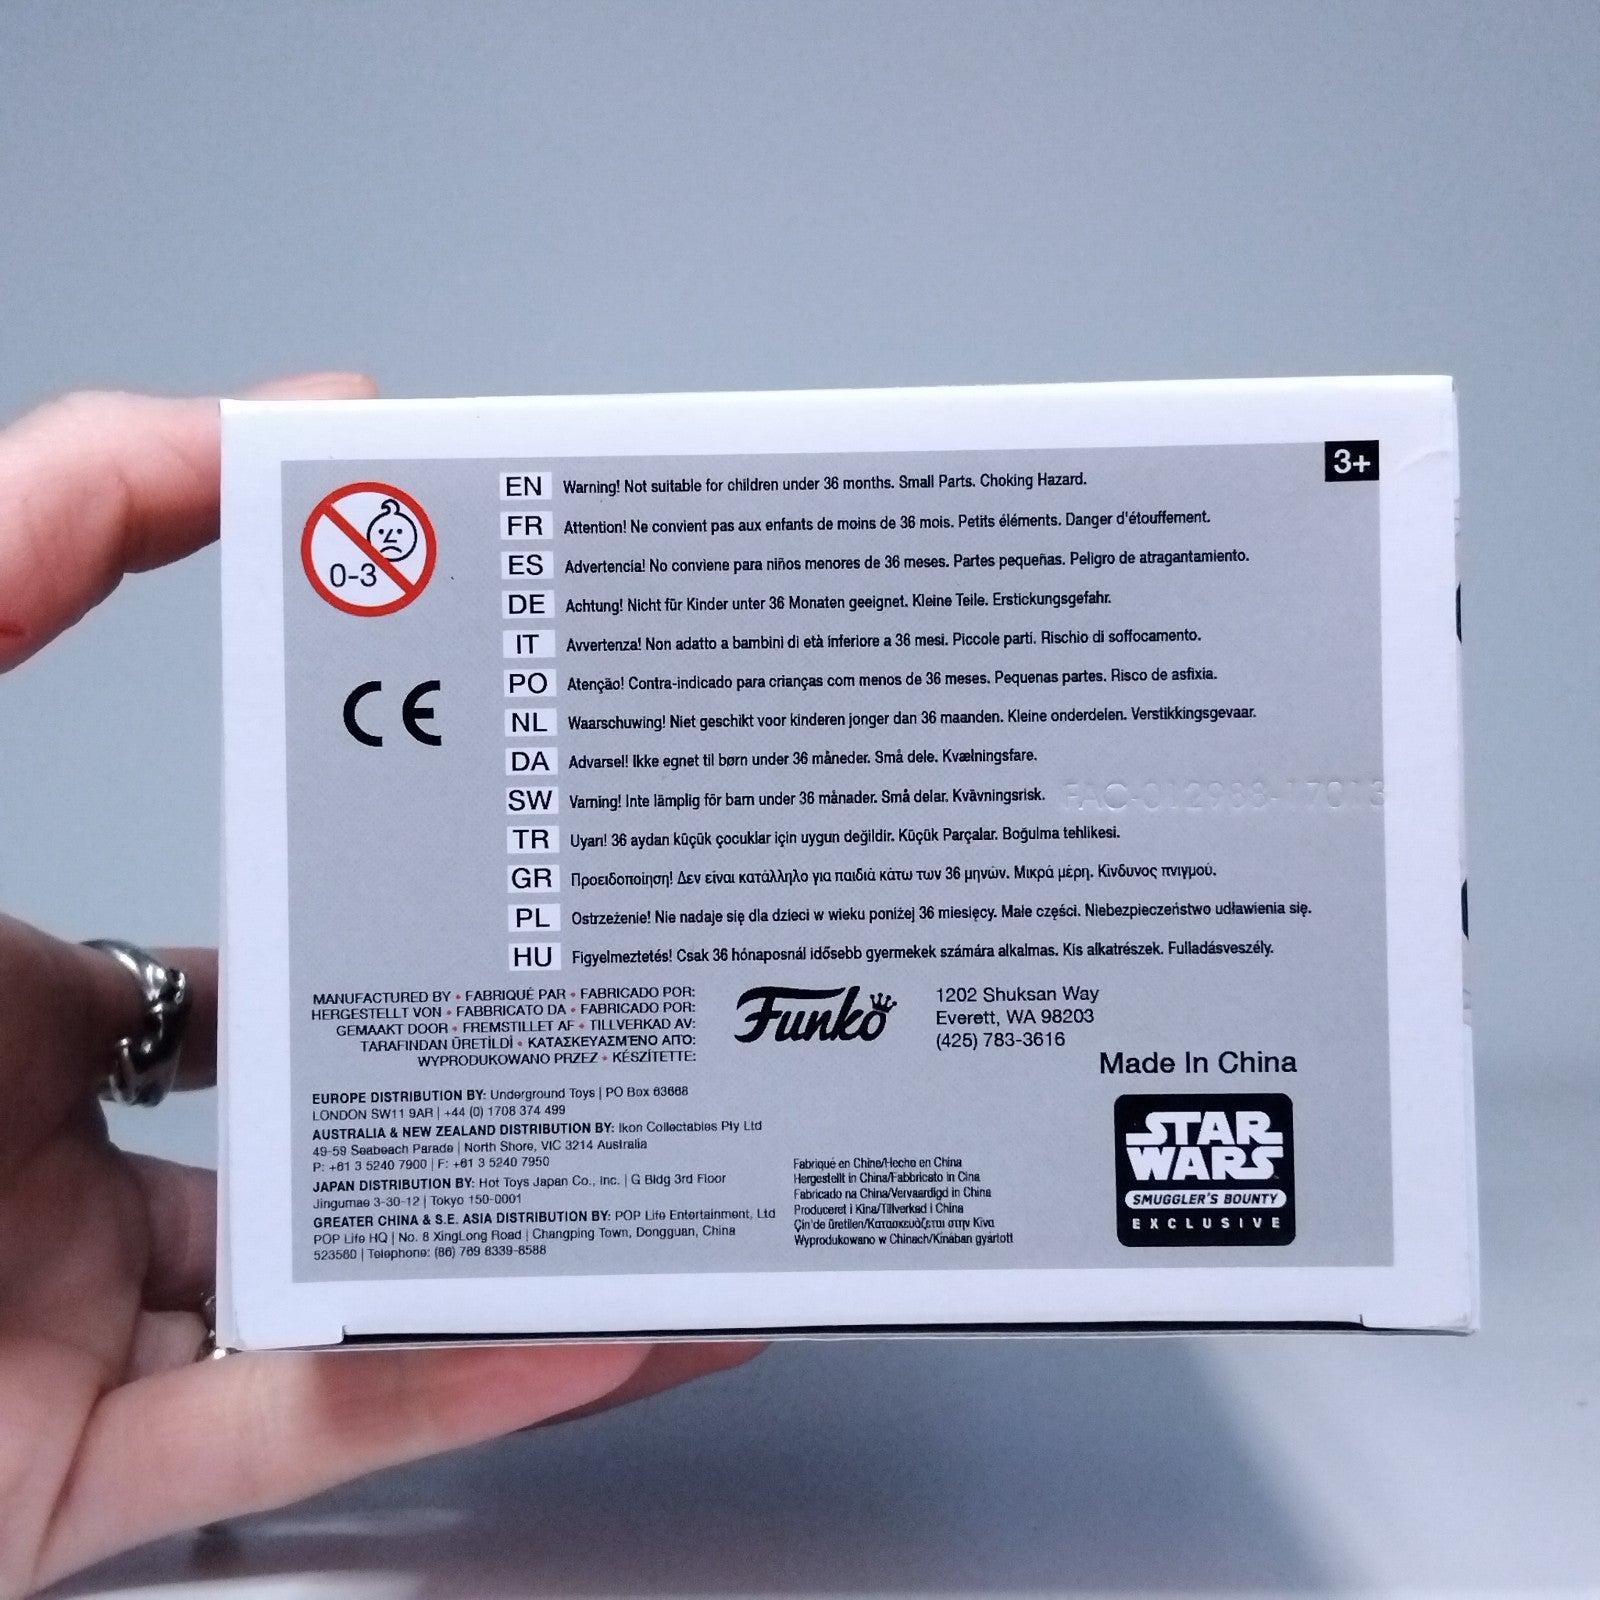 3+
0-3
EN Warning! Not suitable for children under 36 months. Small Parts. Choking Hazard.
FR Attention! Ne convient pas aux enfants de moins de 36 mois. Petits éléments. Danger d'étouffement.
ES Advertencia! No conviene para niños menores de 36 meses. Partes pequeñas. Peligro de atragantamiento.
DE Achtung! Nicht für Kinder unter 36 Monaten geeignet. Kleine Teile. Erstickungsgefahr.
IT Avvertenza! Non adatto a bambini di età inferiore a 36 mesi. Piccole parti. Rischio di soffocamento.
PO Atenção! Contra-indicado para crianças com menos de 36 meses. Pequenas partes. Risco de asfixia.
NL Waarschuwing! Niet geschikt voor kinderen jonger dan 36 maanden. Kleine onderdelen. Verstikkingsgevaar.
DA Advarsel! Ikke egnet til børn under 36 måneder. Små dele. Kvælningsfare.
SW Varning! Inte lämplig för barn under 36 månader. Små delar. Kvävningsrisk.
TR Uyarı! 36 aydan küçük çocuklar için uygun değildir. Küçük Parçalar. Boğulma tehlikesi.
GR Προειδοποίηση! Δεν είναι κατάλληλο για παιδιά κάτω των 36 μηνών. Μικρά μέρη. Κίνδυνος πνιγμού.
PL Ostrzeżenie! Nie nadaje się dla dzieci w wieku poniżej 36 miesięcy. Małe części. Niebezpieczeństwo udławienia się.
HU Figyelmeztetés! Csak 36 hónaposnál idősebb gyermekek számára alkalmas. Kis alkatrészek. Fulladásveszély.
CE
MANUFACTURED BY • FABRIQUÉ PAR • FABRICADO POR:
HERGESTELLT VON • FABBRICATO DA • FABRICADO POR:
GEMAAKT DOOR • FREMSTILLET AF • TILLVERKAD AV:
TARAFINDAN ÜRETİLDİ • ΚΑΤΑΣΚΕΥΑΣΜΈΝΟ ΑΠΌ:
WYPRODUKOWANO PRZEZ • KÉSZÍTETTE:
Funko
1202 Shuksan Way
Everett, WA 98203
(425) 783-3616
Made In China
EUROPE DISTRIBUTION BY: Underground Toys | PO Box 63668
LONDON SW11 9AR | +44 (0) 1708 374 499
AUSTRALIA & NEW ZEALAND DISTRIBUTION BY: Ikon Collectables Pty Ltd
49-59 Seabeach Parade | North Shore, VIC 3214 Australia
P: +61 3 5240 7900 | F: +61 3 5240 7950
JAPAN DISTRIBUTION BY: Hot Toys Japan Co., Inc. | G Bldg 3rd Floor
Jingumae 3-30-12 | Tokyo 150-0001
GREATER CHINA & S.E. ASIA DISTRIBUTION BY: POP Life Entertainment, Ltd
POP Life HQ | No. 8 XingLong Road | Changping Town, Dongguan, China
523560 | Telephone: (86) 769 8339-8588
Fabriqué en Chine/Hecho en China
Hergestellt in China/Fabbricato in Cina
Fabricado na China/Vervaardigd in China
Produceret i Kina/Tillverkad i China
Çin'de üretilen/Κατασκευάζεται στην Κίνα
Wyprodukowano w Chinach/Kínában gyártott
STAR
WARS
SMUGGLER'S BOUNTY
EXCLUSIVE